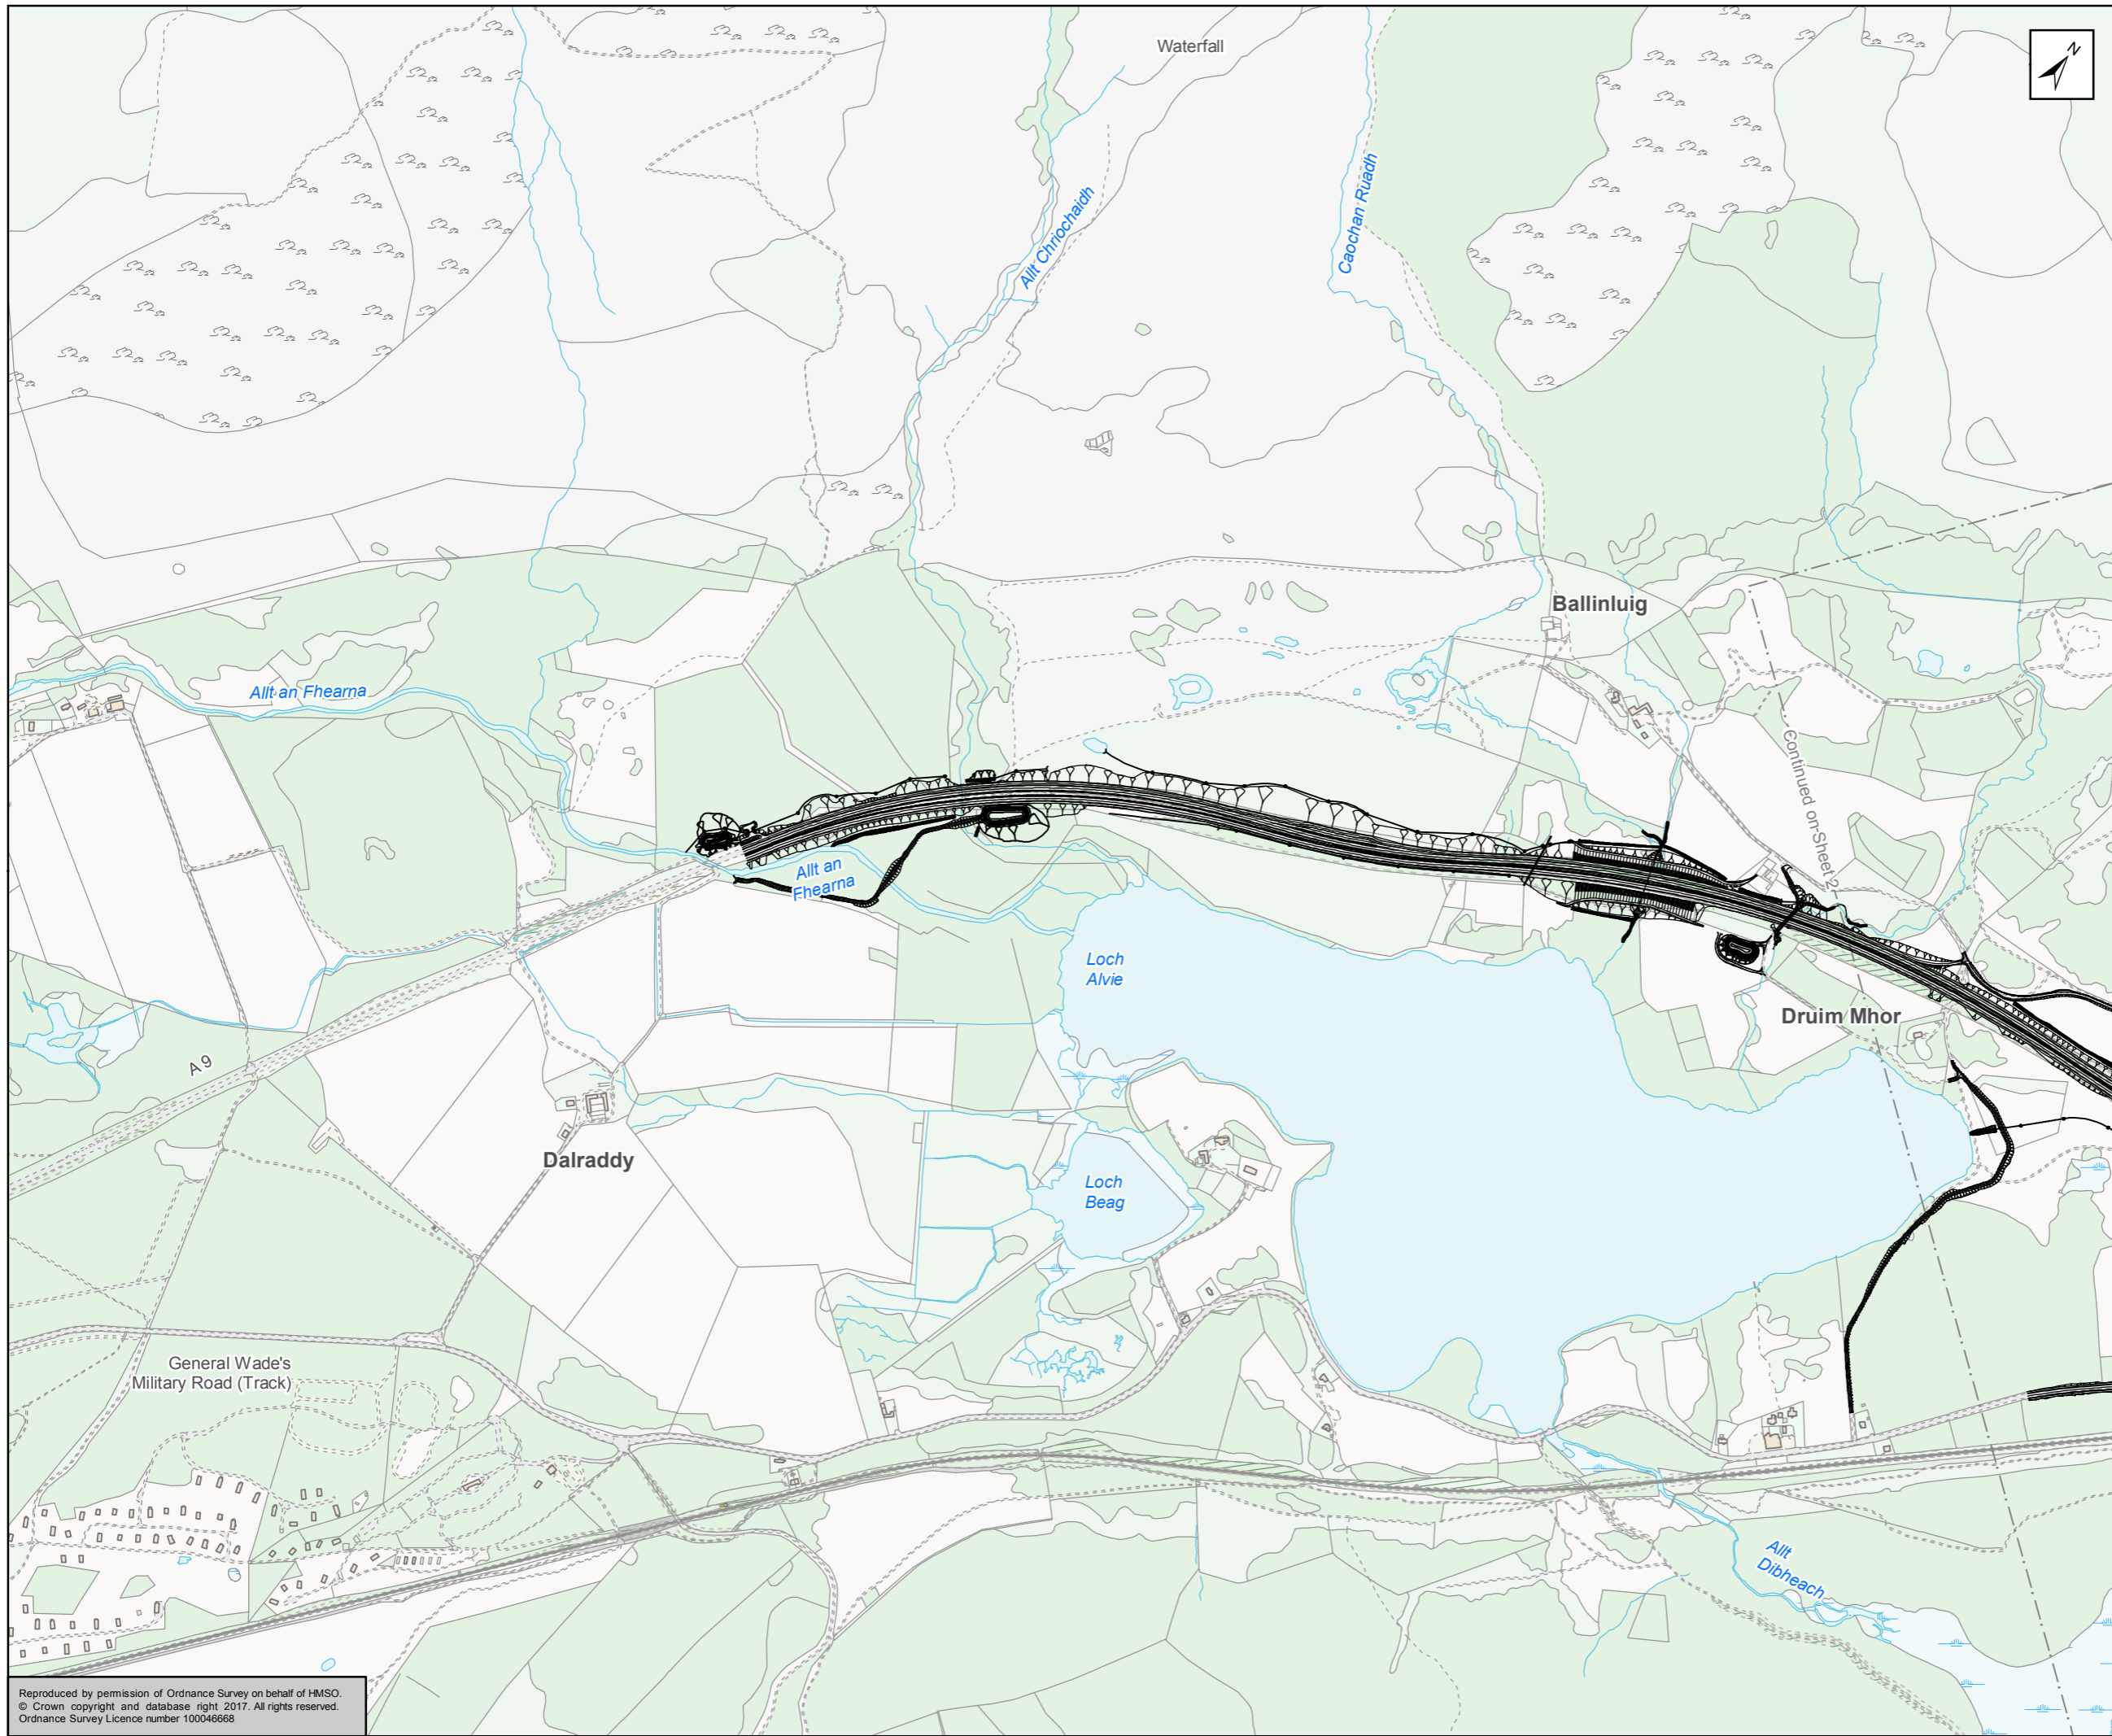 Waterfall
N
Allt Chriochaidh
Caochan Ruadh
Ballinluig
Allt an Fhearna
Continued on Sheet 2
Allt an
Fhearna
Loch
Alvie
Druim Mhor
A 9
Dalraddy
Loch
Beag
General Wade's
Military Road (Track)
Allt
Dibheach
Reproduced by permission of Ordnance Survey on behalf of HMSO.
© Crown copyright and database right 2017. All rights reserved.
Ordnance Survey Licence number 100046668